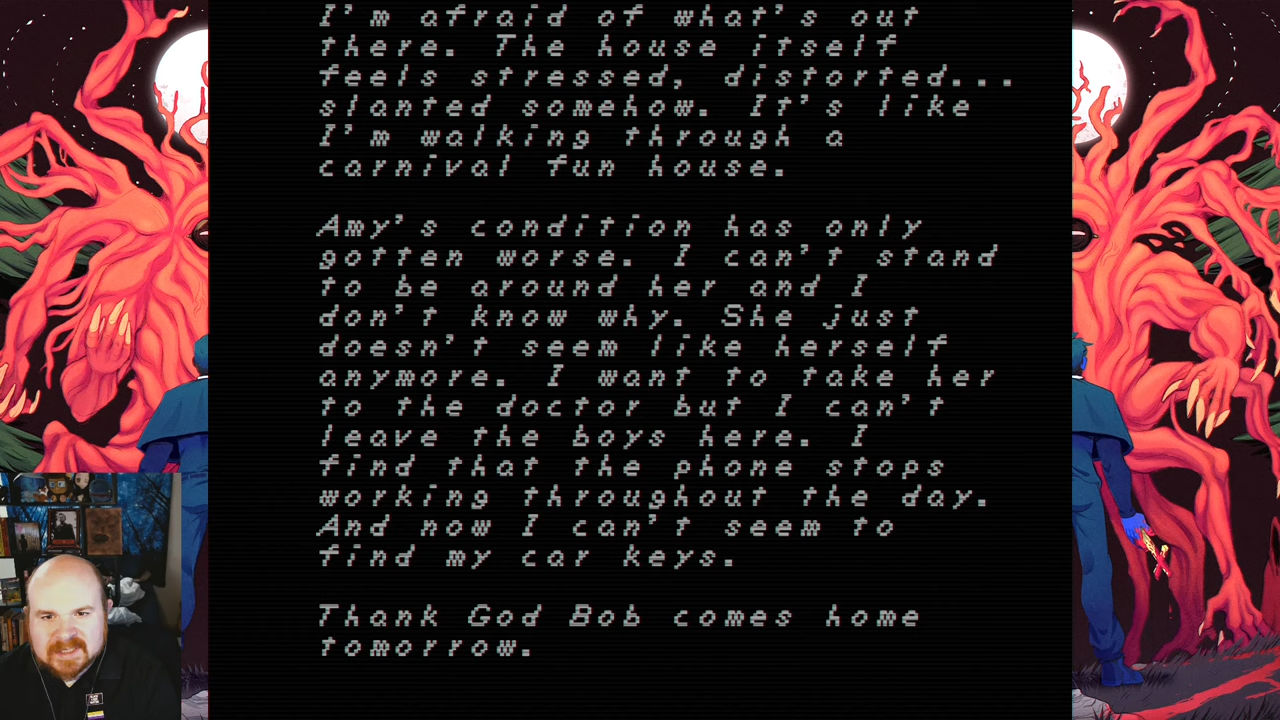 I'm afraid of what's out
there. The house itself
feels stressed, distorted...
slanted somehow. It's like
I'm walking through a
carnival fun house.
Amy's condition has only
gotten worse. I can't stand
to be around her and I
don't know why. She just
doesn't seem like herself
anymore. I want to take her
to the doctor but I can't
leave the boys here. I
find that the phone stops
working throughout the day.
And now I can't seem to
find my car keys.
Thank God Bob comes home
tomorrow.